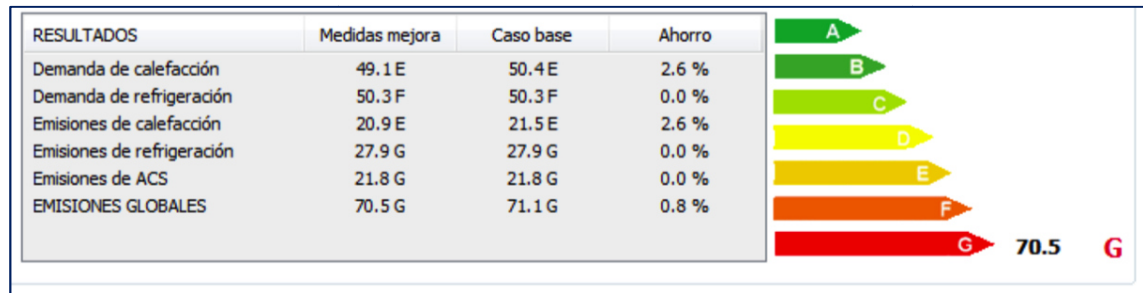 RESULTADOS Medidas mejora Caso base Ahorro
Demanda de calefacción 49.1 E 50.4 E 2.6 %
Demanda de refrigeración 50.3 F 50.3 F 0.0 %
Emisiones de calefacción 20.9 E 21.5 E 2.6 %
Emisiones de refrigeración 27.9 G 27.9 G 0.0 %
Emisiones de ACS 21.8 G 21.8 G 0.0 %
EMISIONES GLOBALES 70.5 G 71.1 G 0.8 %
A
B
C
D
E
F
G 70.5 G